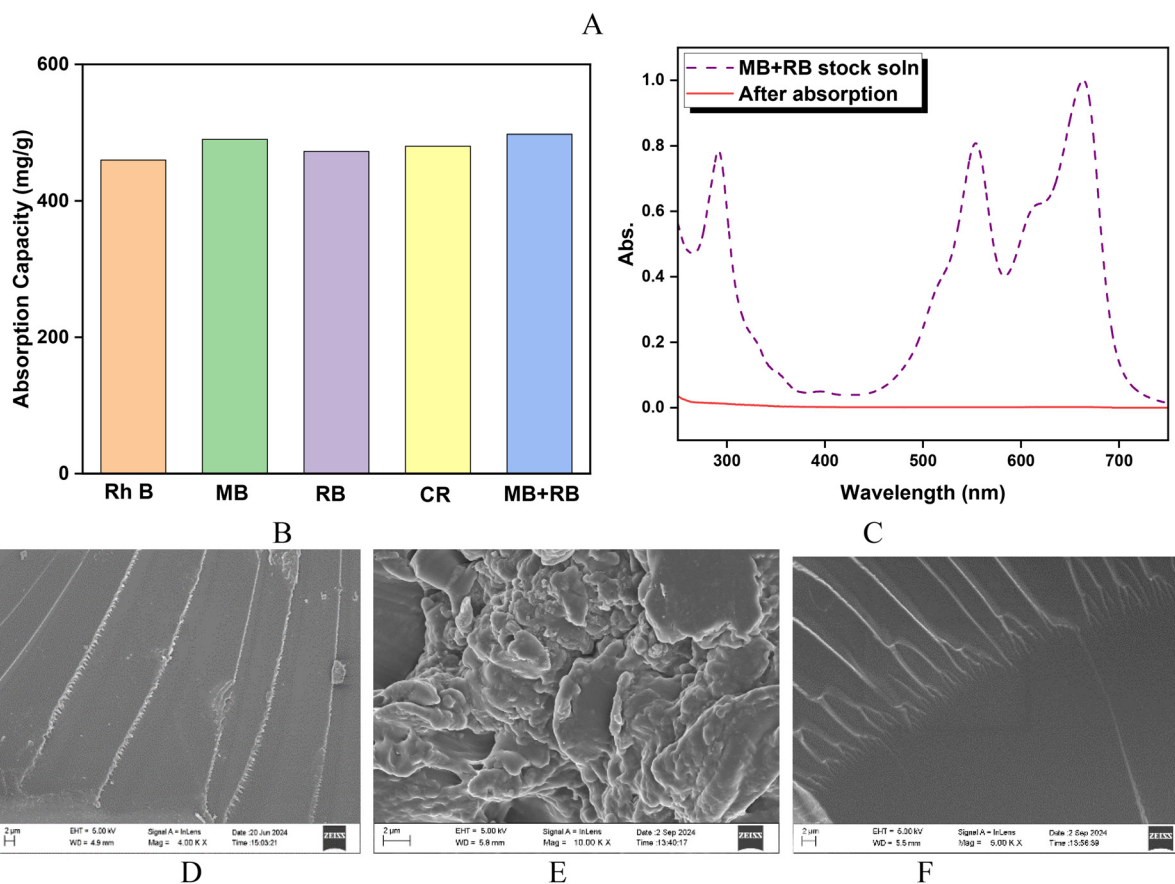 A
Absorption Capacity (mg/g)
600
400
200
0
Rh B
MB
RB
CR
MB+RB
B
MB+RB stock soln
After absorption
Abs.
1.0
0.8
0.6
0.4
0.2
0.0
300
400
500
600
700
Wavelength (nm)
C
2 µm
EHT = 5.00 kV
WD = 4.9 mm
Signal A = InLens
Mag = 4.00 K X
Date :20 Jun 2024
Time :15:03:21
ZEISS
D
2 µm
EHT = 5.00 kV
WD = 5.9 mm
Signal A = InLens
Mag = 10.00 K X
Date :2 Sep 2024
Time :13:40:17
ZEISS
E
2 µm
EHT = 5.00 kV
WD = 5.5 mm
Signal A = InLens
Mag = 5.00 K X
Date :2 Sep 2024
Time :13:56:39
ZEISS
F